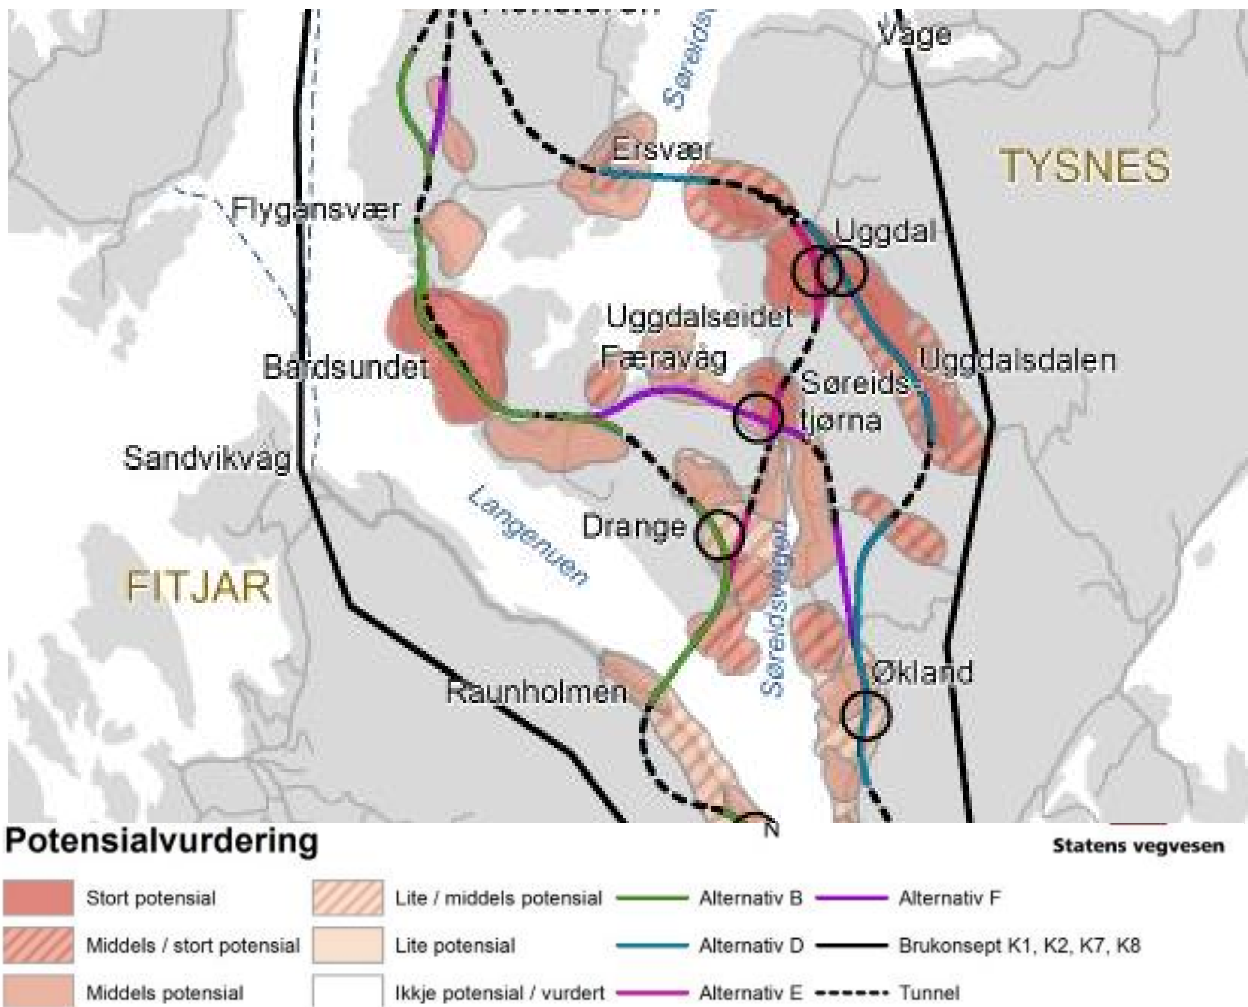 Våge
Søreids
Ersvær
TYSNES
Flygansvær
Uggdal
Uggdalseidet
Bårdsundet
Færavåg
Uggdalsdalen
Søreids-
tjørna
Sandvikvåg
Langenuen
Drange
FITJAR
Søreidsvågen
Økland
Raunholmen
N
Potensialvurdering
Statens vegvesen
Stort potensial
Lite / middels potensial
Alternativ B
Alternativ F
Middels / stort potensial
Lite potensial
Alternativ D
Brukonsept K1, K2, K7, K8
Middels potensial
Ikkje potensial / vurdert
Alternativ E
Tunnel